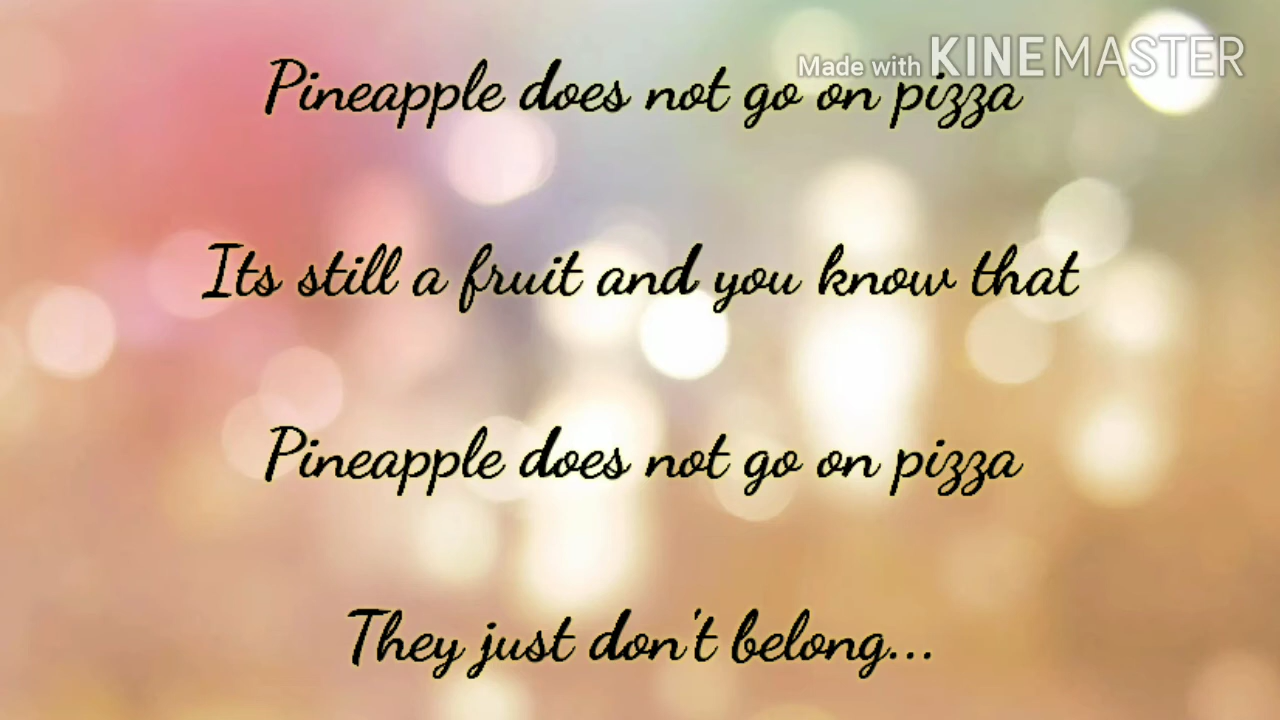 Made with KINEMASTER
Pineapple does not go on pizza
Its still a fruit and you know that
Pineapple does not go on pizza
They just don't belong...